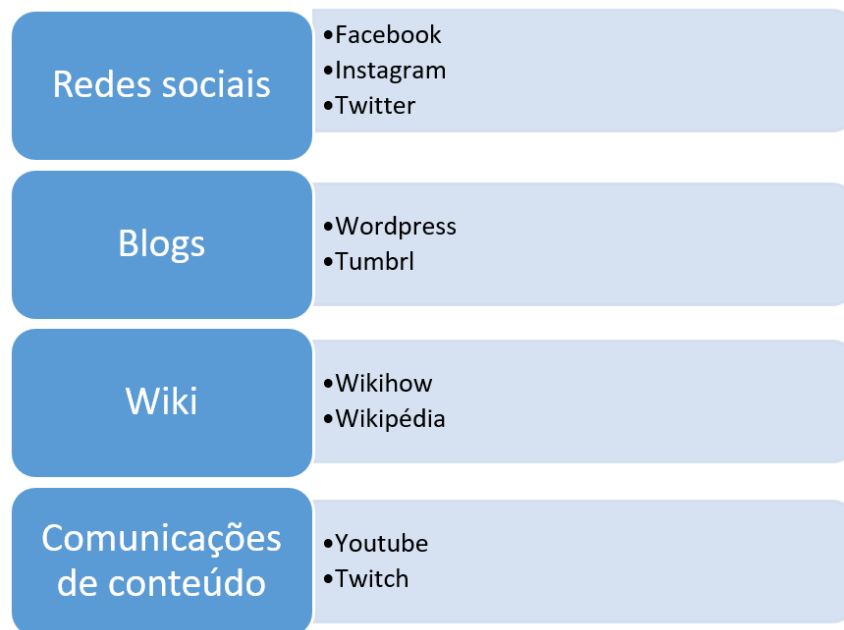 Redes sociais
•Facebook
•Instagram
•Twitter
Blogs
•Wordpress
•Tumbrl
Wiki
•Wikihow
•Wikipédia
Comunicações
de conteúdo
•Youtube
•Twitch